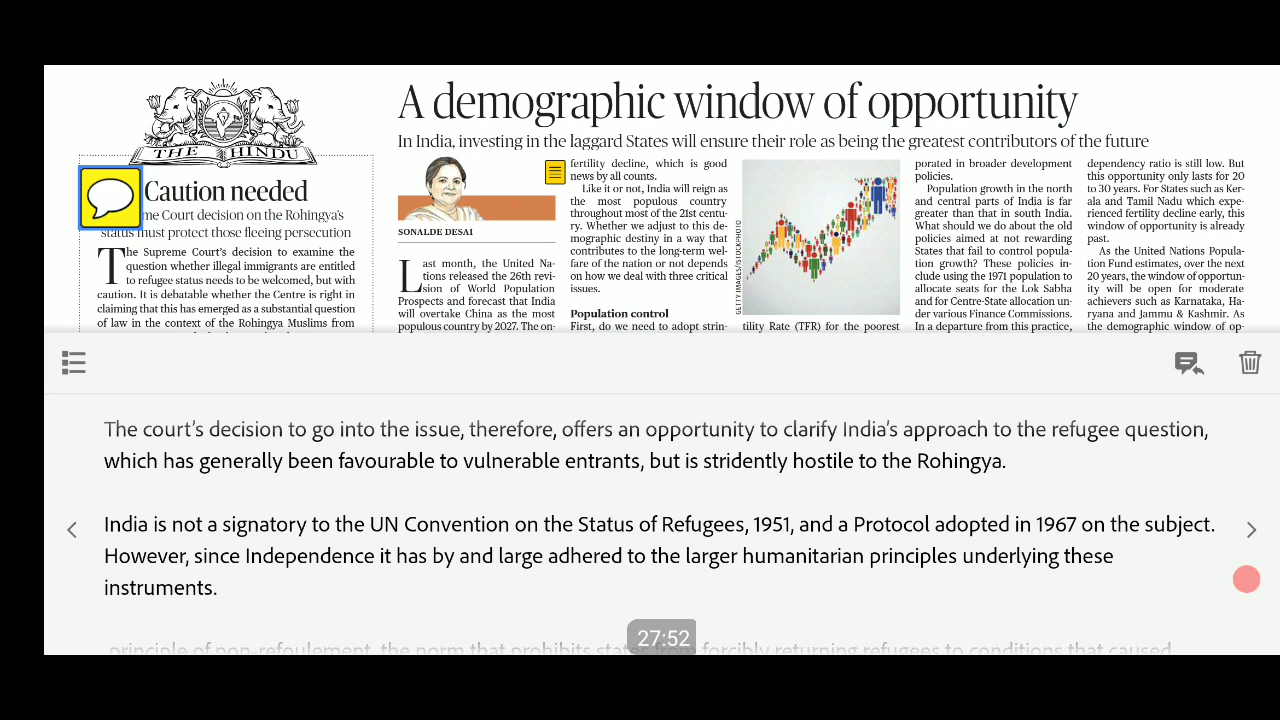 A demographic window of opportunity
In India, investing in the laggard States will ensure their role as being the greatest contributors of the future
THE HINDU
Caution needed
me Court decision on the Rohingya's
status must protect those fleeing persecution
The Supreme Court's decision to examine the
question whether illegal immigrants are entitled
to refugee status needs to be welcomed, but with
caution. It is debatable whether the Centre is right in
claiming that this has emerged as a substantial question
of law in the context of the Rohingya Muslims from
SONALDE DESAI
Last month, the United Na-
tions released the 26th revi-
sion of World Population
Prospects and forecast that India
will overtake China as the most
populous country by 2027. The on-
fertility decline, which is good
news by all counts.
Like it or not, India will reign as
the most populous country
throughout most of the 21st centu-
ry. Whether we adjust to this de-
mographic destiny in a way that
contributes to the long-term wel-
fare of the nation or not depends
on how we deal with three critical
issues.
Population control
First, do we need to adopt strin-
GETTY IMAGES/ISTOCKPHOTO
tility Rate (TFR) for the poorest
porated in broader development
policies.
Population growth in the north
and central parts of India is far
greater than that in south India.
What should we do about the old
policies aimed at not rewarding
States that fail to control popula-
tion growth? These policies in-
clude using the 1971 population to
allocate seats for the Lok Sabha
and for Centre-State allocation un-
der various Finance Commissions.
In a departure from this practice,
dependency ratio is still low. But
this opportunity only lasts for 20
to 30 years. For States such as Ker-
ala and Tamil Nadu which expe-
rienced fertility decline early, this
window of opportunity is already
past.
As the United Nations Popula-
tion Fund estimates, over the next
20 years, the window of opportun-
ity will be open for moderate
achievers such as Karnataka, Ha-
ryana and Jammu & Kashmir. As
the demographic window of op-
The court's decision to go into the issue, therefore, offers an opportunity to clarify India's approach to the refugee question,
which has generally been favourable to vulnerable entrants, but is stridently hostile to the Rohingya.
India is not a signatory to the UN Convention on the Status of Refugees, 1951, and a Protocol adopted in 1967 on the subject.
However, since Independence it has by and large adhered to the larger humanitarian principles underlying these
instruments.
principle of non-refoulement, the norm that prohibits states from forcibly returning refugees to conditions that caused
27:52